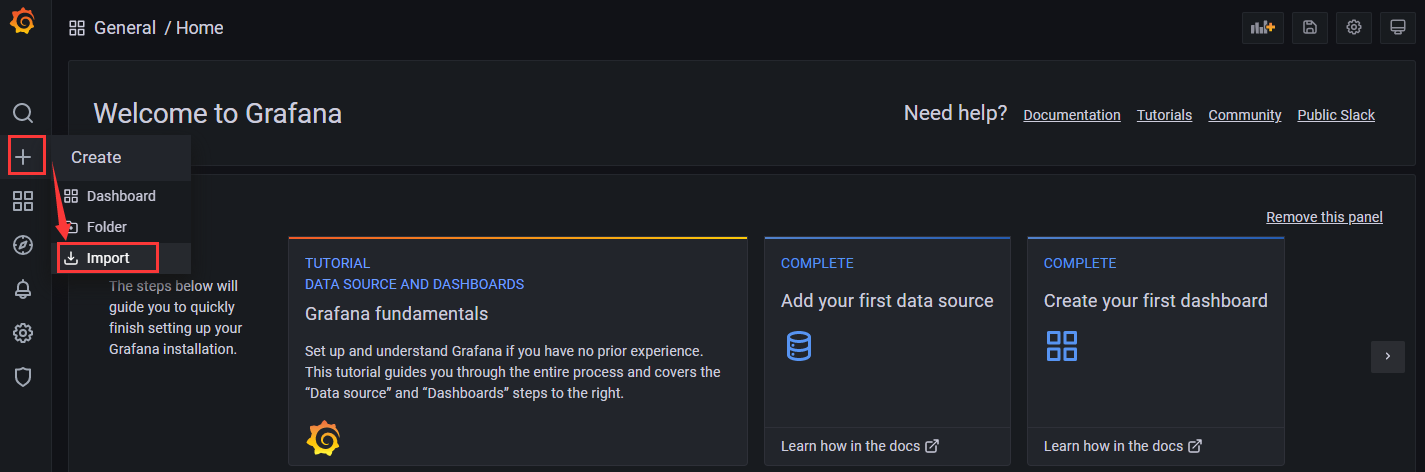 General / Home
Welcome to Grafana
Need help? Documentation Tutorials Community Public Slack
Create
Dashboard
Folder
Import
Remove this panel
The steps below will
guide you to quickly
finish setting up your
Grafana installation.
TUTORIAL
DATA SOURCE AND DASHBOARDS
Grafana fundamentals
Set up and understand Grafana if you have no prior experience.
This tutorial guides you through the entire process and covers the
“Data source” and “Dashboards” steps to the right.
COMPLETE
Add your first data source
Learn how in the docs
COMPLETE
Create your first dashboard
Learn how in the docs